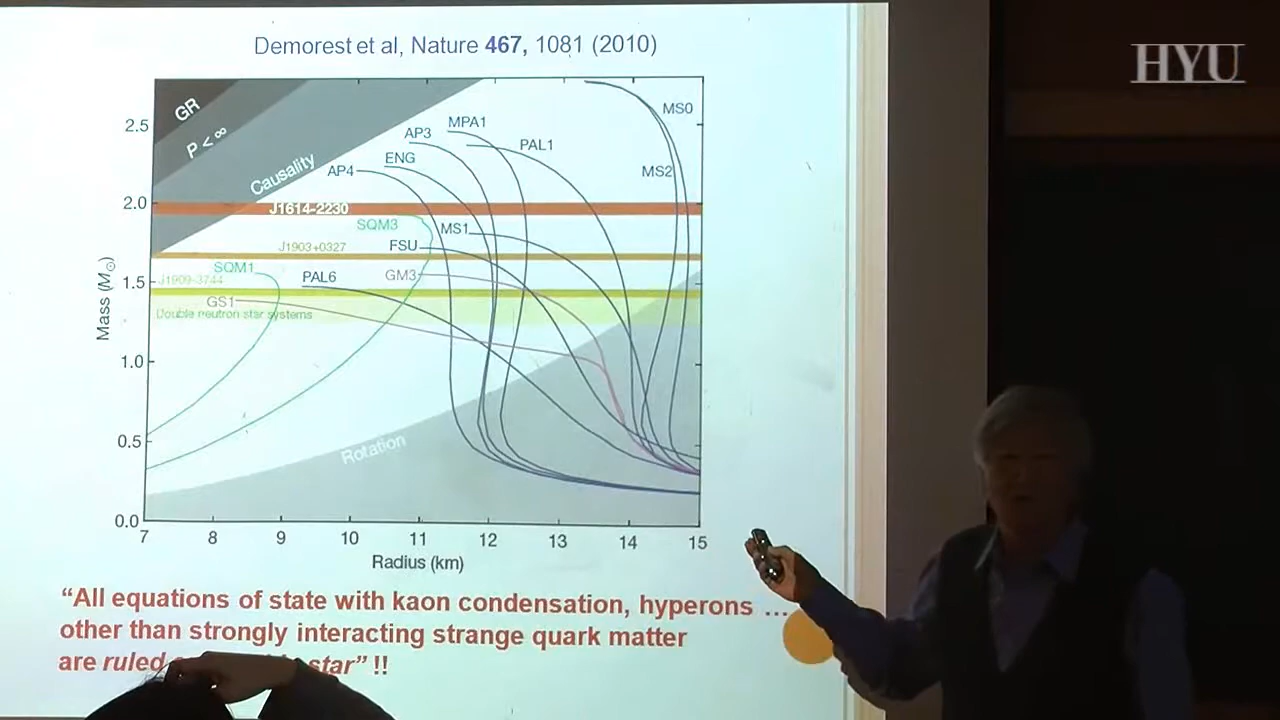 HYU
Demorest et al, Nature 467, 1081 (2010)
GR
P < ∞
Causality
2.5
2.0
1.5
1.0
0.5
0.0
Mass (M☉)
MS0
MPA1
AP3
PAL1
ENG
AP4
MS2
J1614-2230
SQM3
MS1
J1903+0327
FSU
SQM1
J1909-3744
PAL6
GM3
GS1
Double neutron star systems
Rotation
7 8 9 10 11 12 13 14 15
Radius (km)
“All equations of state with kaon condensation, hyperons ...
other than strongly interacting strange quark matter
are ruled star” !!